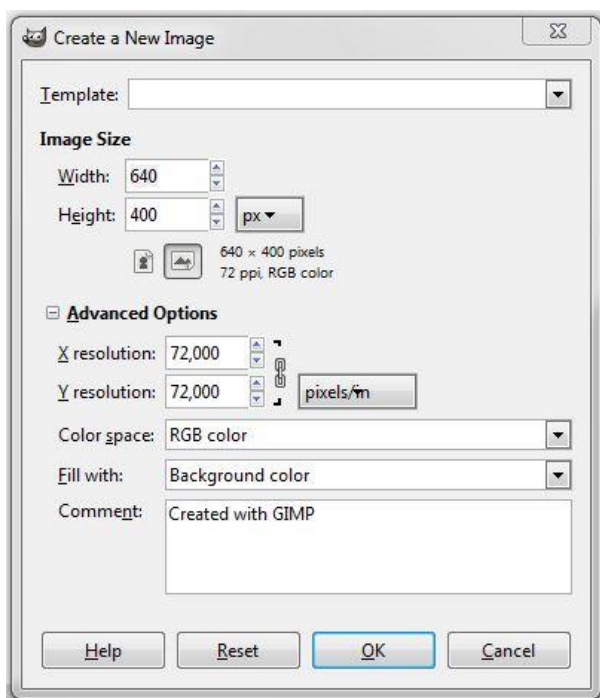 Create a New Image
Template:
Image Size
Width: 640
Height: 400 px
640 × 400 pixels
72 ppi, RGB color
Advanced Options
X resolution: 72,000
Y resolution: 72,000 pixels/in
Color space: RGB color
Fill with: Background color
Comment: Created with GIMP
Help Reset OK Cancel